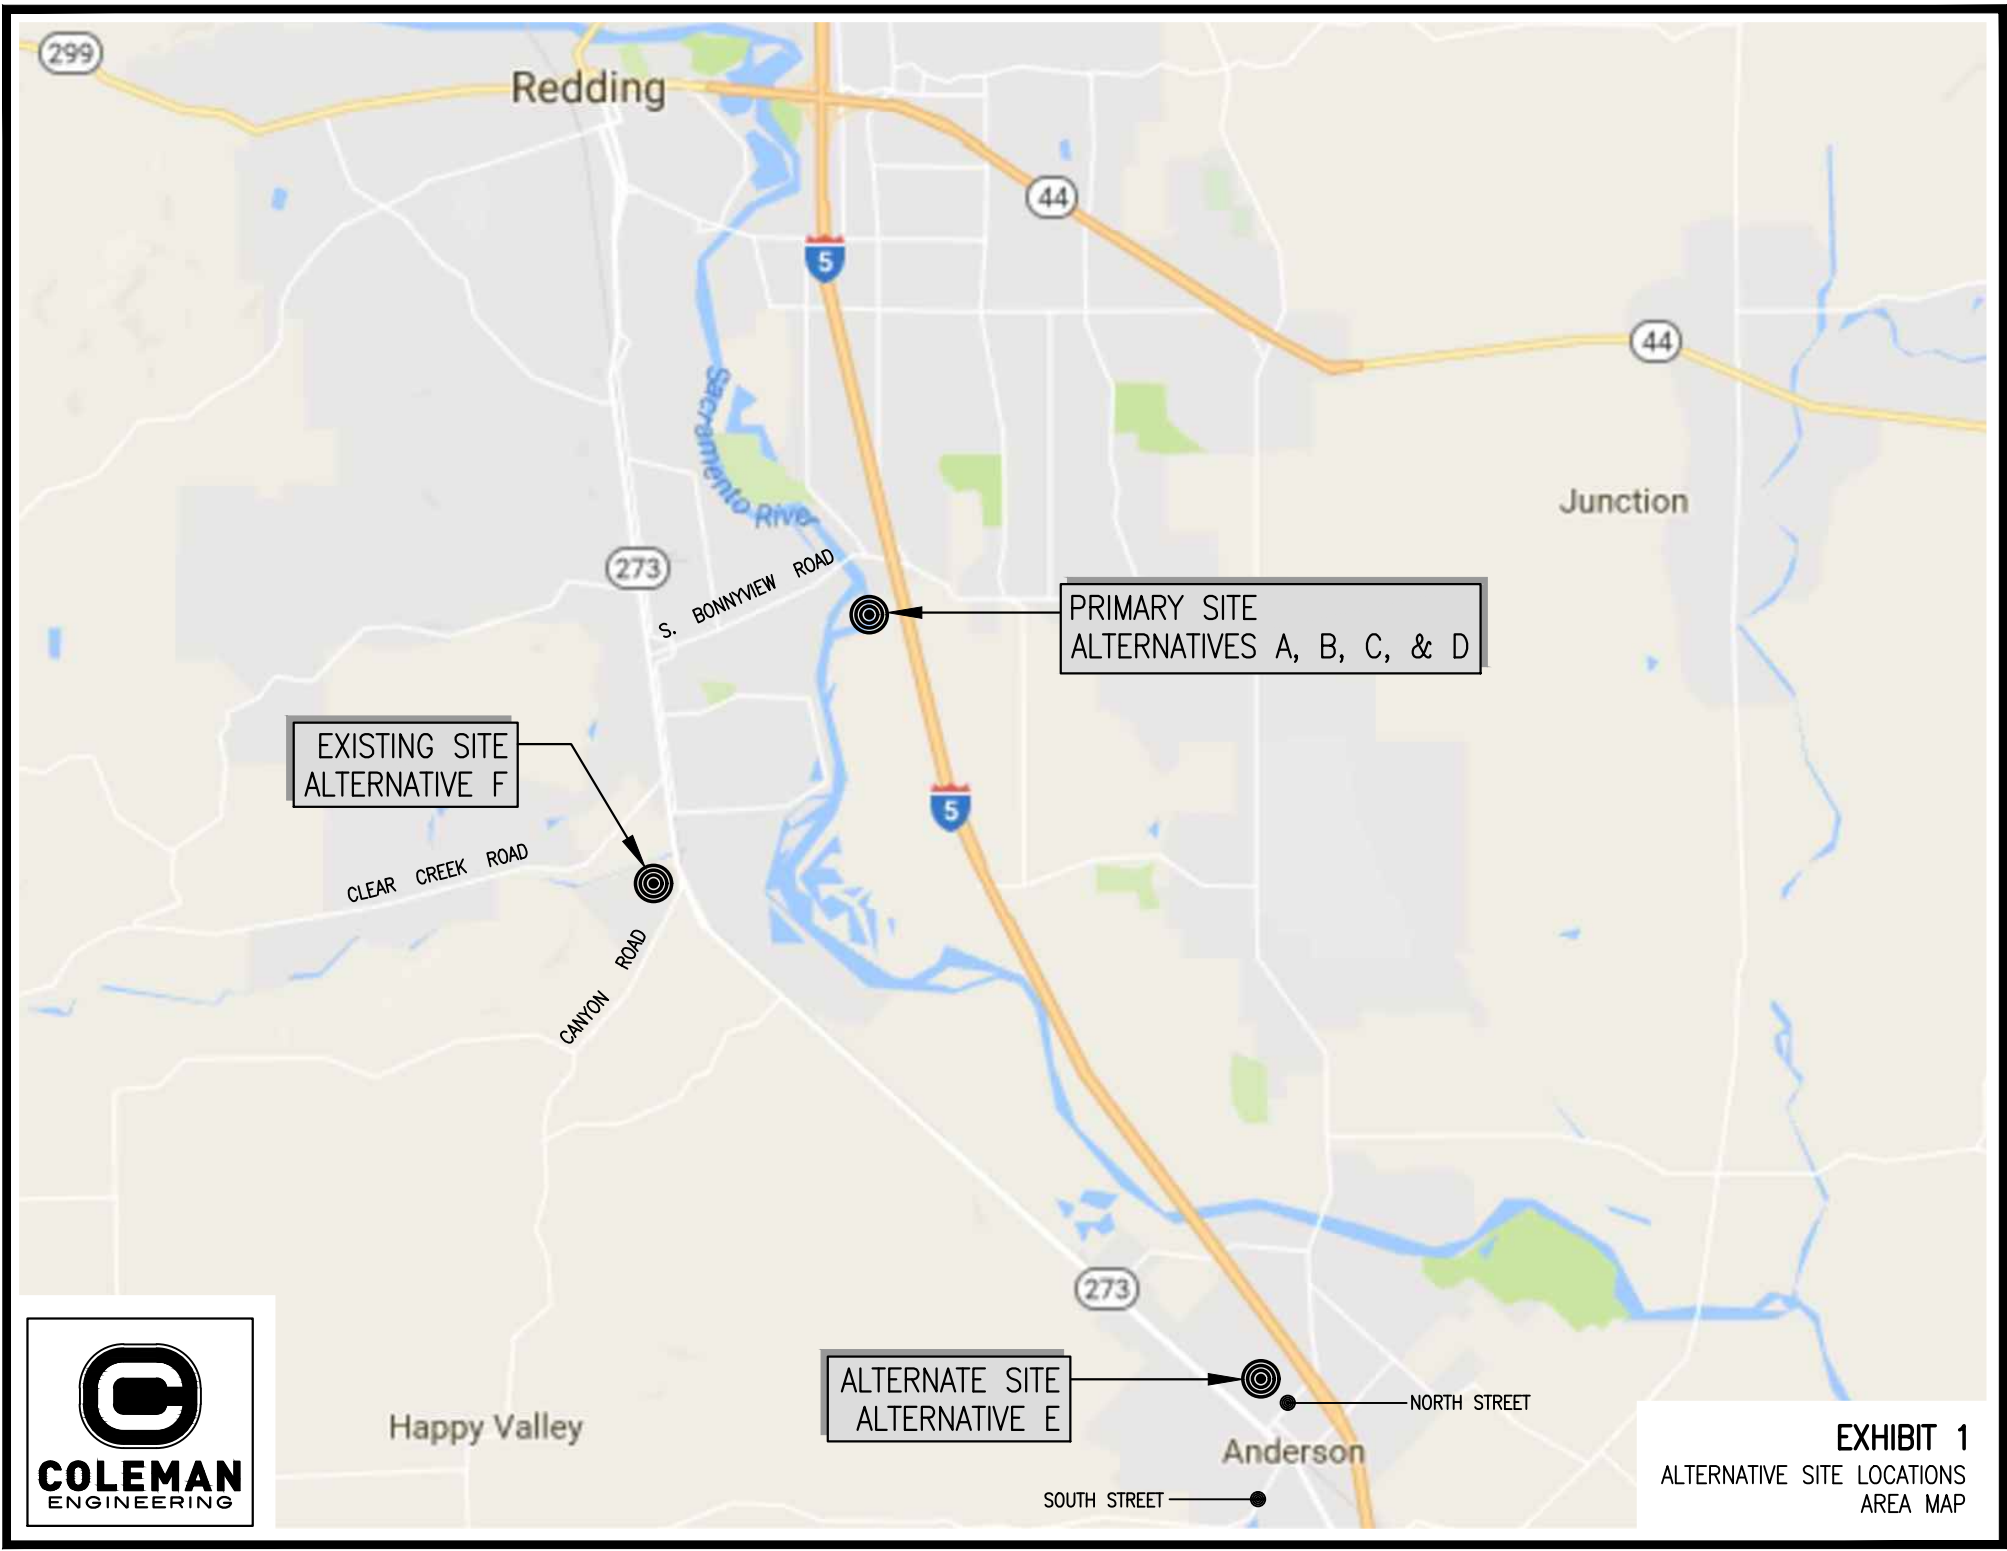 299
Redding
44
5
44
Sacramento River
Junction
273
S. BONNYVIEW ROAD
PRIMARY SITE
ALTERNATIVES A, B, C, & D
EXISTING SITE
ALTERNATIVE F
5
CLEAR CREEK ROAD
CANYON ROAD
273
ALTERNATE SITE
ALTERNATIVE E
NORTH STREET
Happy Valley
Anderson
SOUTH STREET
COLEMAN
ENGINEERING
EXHIBIT 1
ALTERNATIVE SITE LOCATIONS
AREA MAP